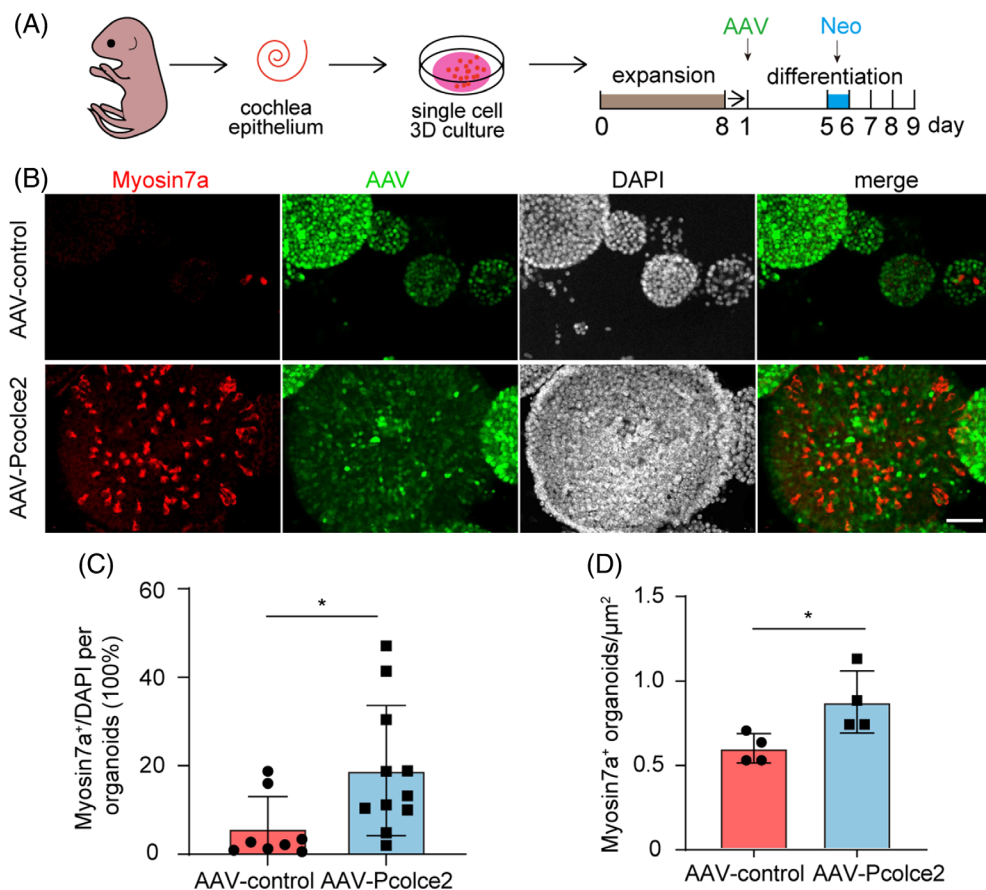 (A)
AAV
Neo
expansion
differentiation
0
8
1
5
6
7
8
9
day
cochlea
epithelium
single cell
3D culture
(B)
Myosin7a
AAV
DAPI
merge
AAV-control
AAV-Pcoclce2
(C)
Myosin7a⁺/DAPI per
organoids (100%)
60
40
20
0
*
AAV-control
AAV-Pcolce2
(D)
Myosin7a⁺ organoids/µm²
1.5
1.0
0.5
0.0
*
AAV-control
AAV-Pcolce2